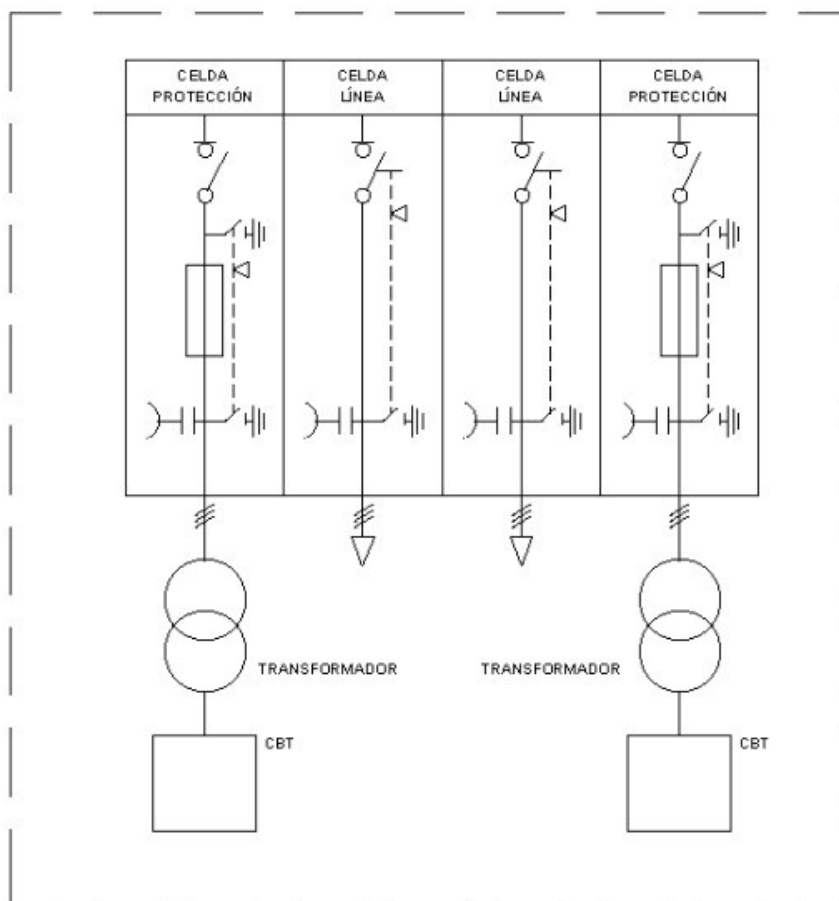 CELDA
PROTECCIÓN
CELDA
LÍNEA
CELDA
LÍNEA
CELDA
PROTECCIÓN
TRANSFORMADOR
TRANSFORMADOR
CBT
CBT